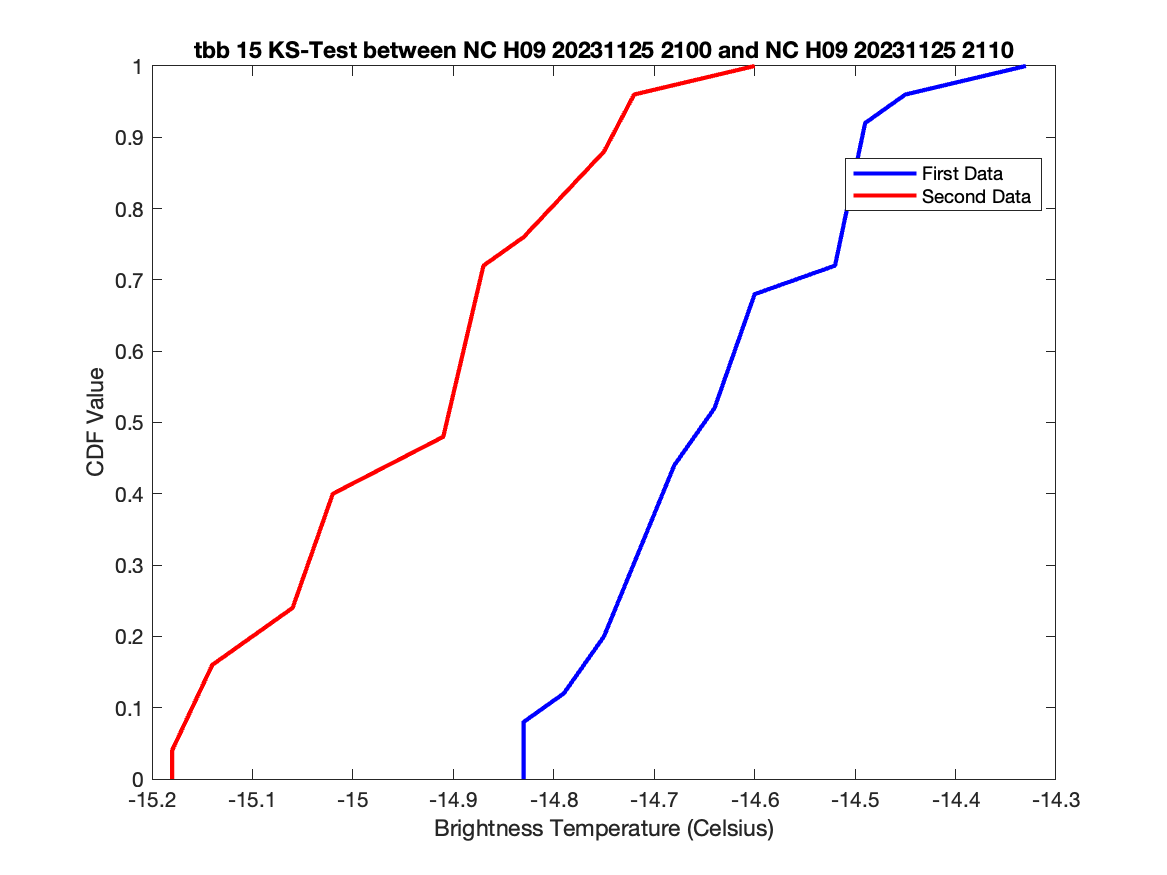 tbb 15 KS-Test between NC H09 20231125 2100 and NC H09 20231125 2110
1
0.9
0.8
0.7
0.6
0.5
0.4
0.3
0.2
0.1
0
CDF Value
First Data
Second Data
-15.2 -15.1 -15 -14.9 -14.8 -14.7 -14.6 -14.5 -14.4 -14.3
Brightness Temperature (Celsius)